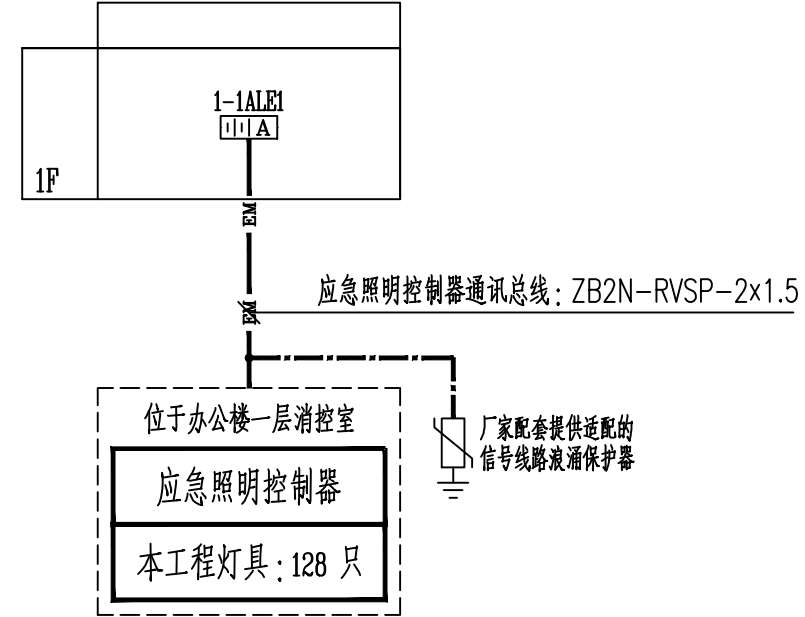 1-1ALE1
A
1F
EM
应急照明控制器通讯总线: ZB2N-RVSP-2x1.5
EM
位于办公楼一层消控室
厂家配套提供适配的
信号线路浪涌保护器
应急照明控制器
本工程灯具:128 只